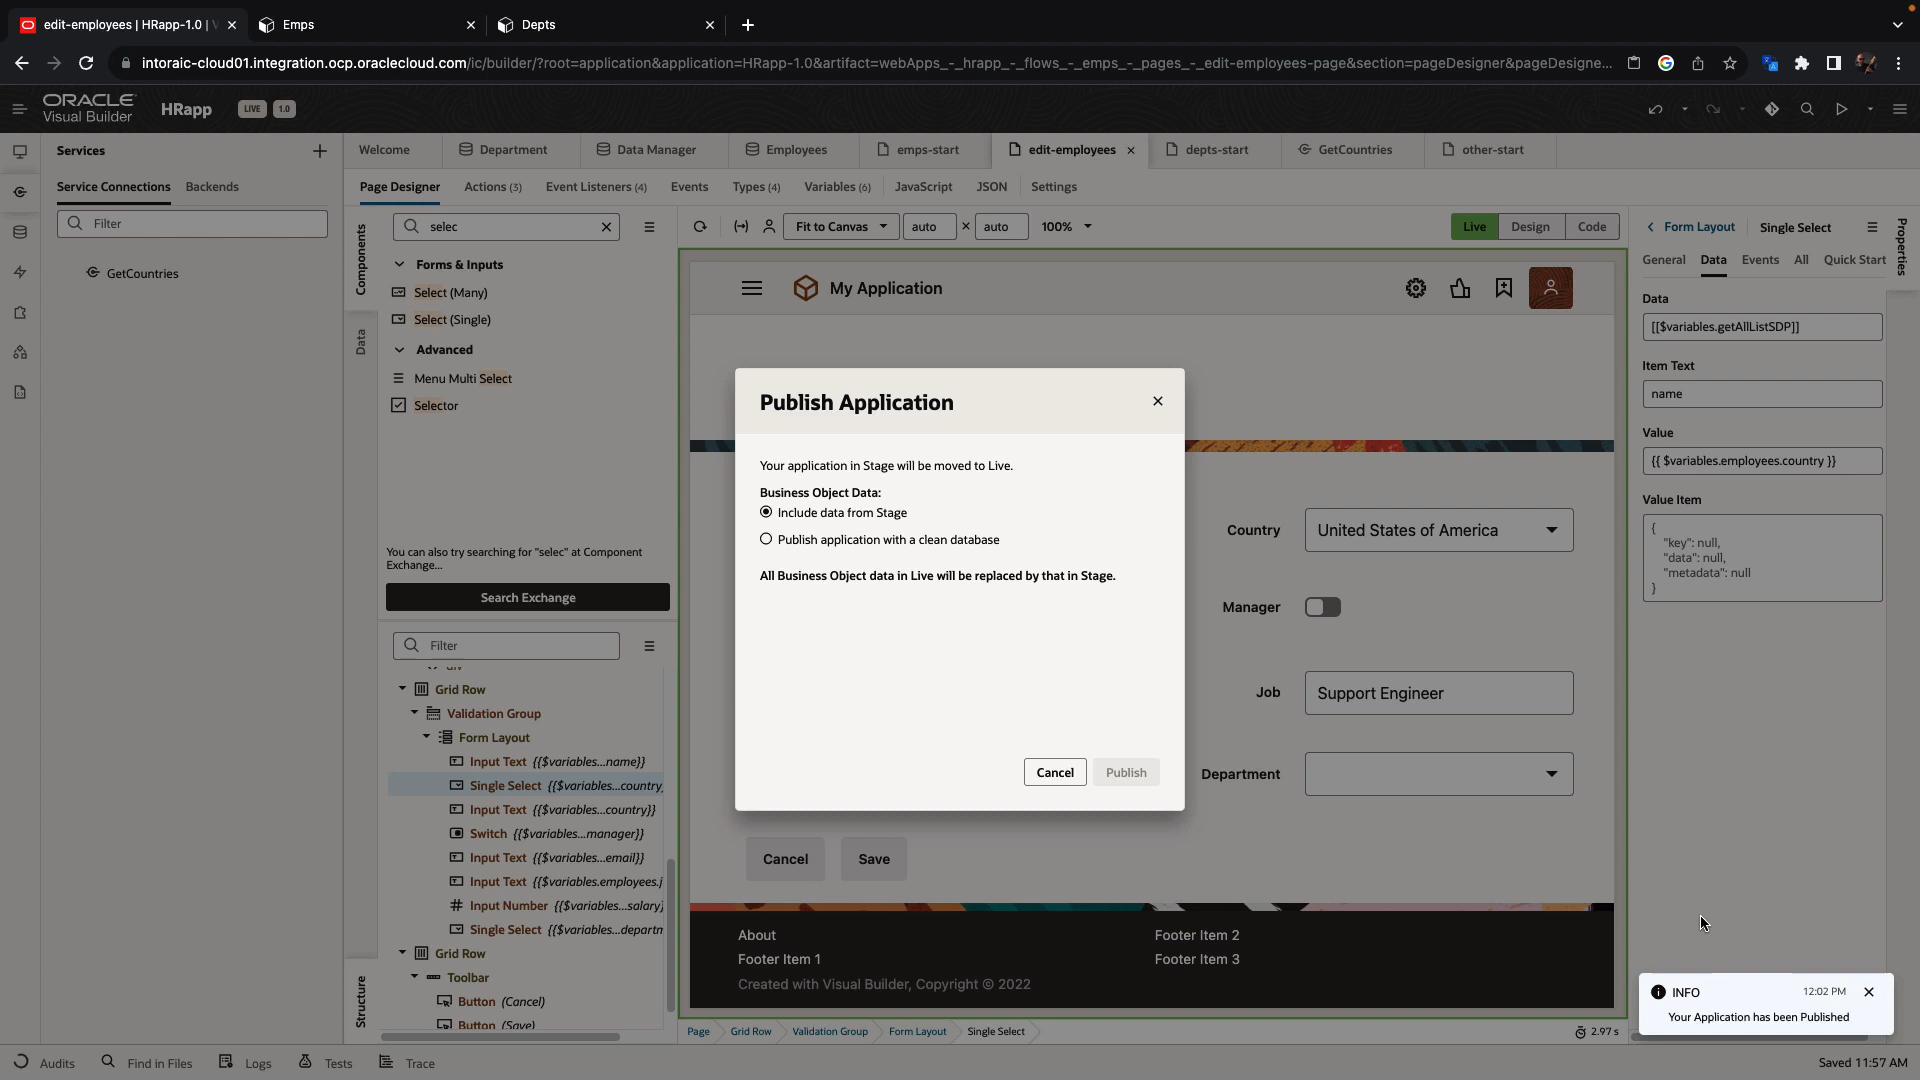 edit-employees | HRapp-1.0 |
Emps
Depts
intoraic-cloud01.integration.ocp.oraclecloud.com/ic/builder/?root=application&application=HRapp-1.0&artifact=webApps_-_hrapp_-_flows_-_emps_-_pages_-_edit-employees-page&section=pageDesigner&pageDesigne...
ORACLE
Visual Builder
HRapp
LIVE
1.0
Services
Service Connections
Backends
Filter
GetCountries
Welcome
Department
Data Manager
Employees
emps-start
edit-employees
depts-start
GetCountries
other-start
Page Designer
Actions (3)
Event Listeners (4)
Events
Types (4)
Variables (6)
JavaScript
JSON
Settings
Components
Data
Structure
selec
Forms & Inputs
Select (Many)
Select (Single)
Advanced
Menu Multi Select
Selector
You can also try searching for "selec" at Component
Exchange...
Search Exchange
Filter
Grid Row
Validation Group
Form Layout
Input Text {{$variables...name}}
Single Select {{$variables...country
Input Text {{$variables...country}}
Switch {{$variables...manager}}
Input Text {{$variables...email}}
Input Text {{$variables.employees.j
Input Number {{$variables...salary}
Single Select {{$variables...departm
Grid Row
Toolbar
Button (Cancel)
Button (Save)
Fit to Canvas
auto
×
auto
100%
Live
Design
Code
My Application
Publish Application
Your application in Stage will be moved to Live.
Business Object Data:
Include data from Stage
Publish application with a clean database
All Business Object data in Live will be replaced by that in Stage.
Cancel
Publish
Country
United States of America
Manager
Job
Support Engineer
Department
Cancel
Save
About
Footer Item 1
Footer Item 2
Footer Item 3
Created with Visual Builder, Copyright © 2022
Page
Grid Row
Validation Group
Form Layout
Single Select
2.97 s
Form Layout
Single Select
Properties
General
Data
Events
All
Quick Start
Data
[[$variables.getAllListSDP]]
Item Text
name
Value
{{ $variables.employees.country }}
Value Item
{
"key": null,
"data": null,
"metadata": null
}
INFO
12:02 PM
Your Application has been Published
Audits
Find in Files
Logs
Tests
Trace
Saved 11:57 AM